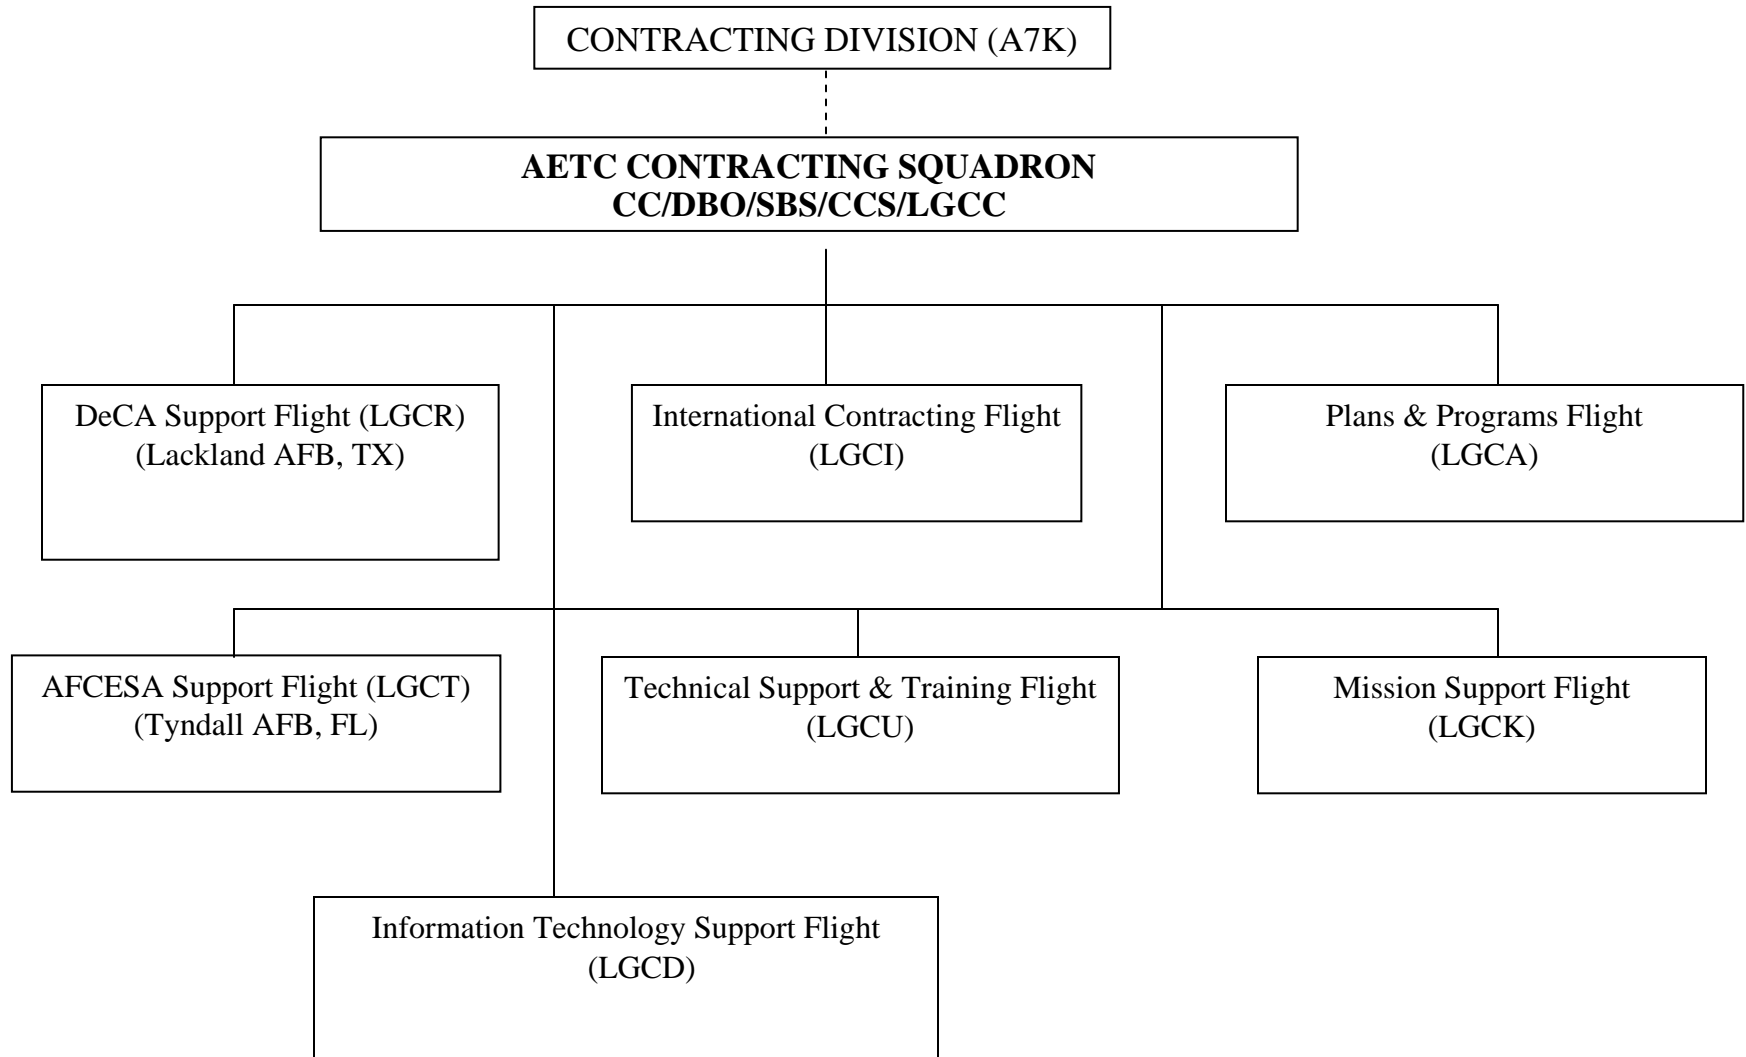 CONTRACTING DIVISION (A7K)
AETC CONTRACTING SQUADRON
CC/DBO/SBS/CCS/LGCC
DeCA Support Flight (LGCR)
(Lackland AFB, TX)
International Contracting Flight
(LGCI)
Plans & Programs Flight
(LGCA)
AFCESA Support Flight (LGCT)
(Tyndall AFB, FL)
Technical Support & Training Flight
(LGCU)
Mission Support Flight
(LGCK)
Information Technology Support Flight
(LGCD)